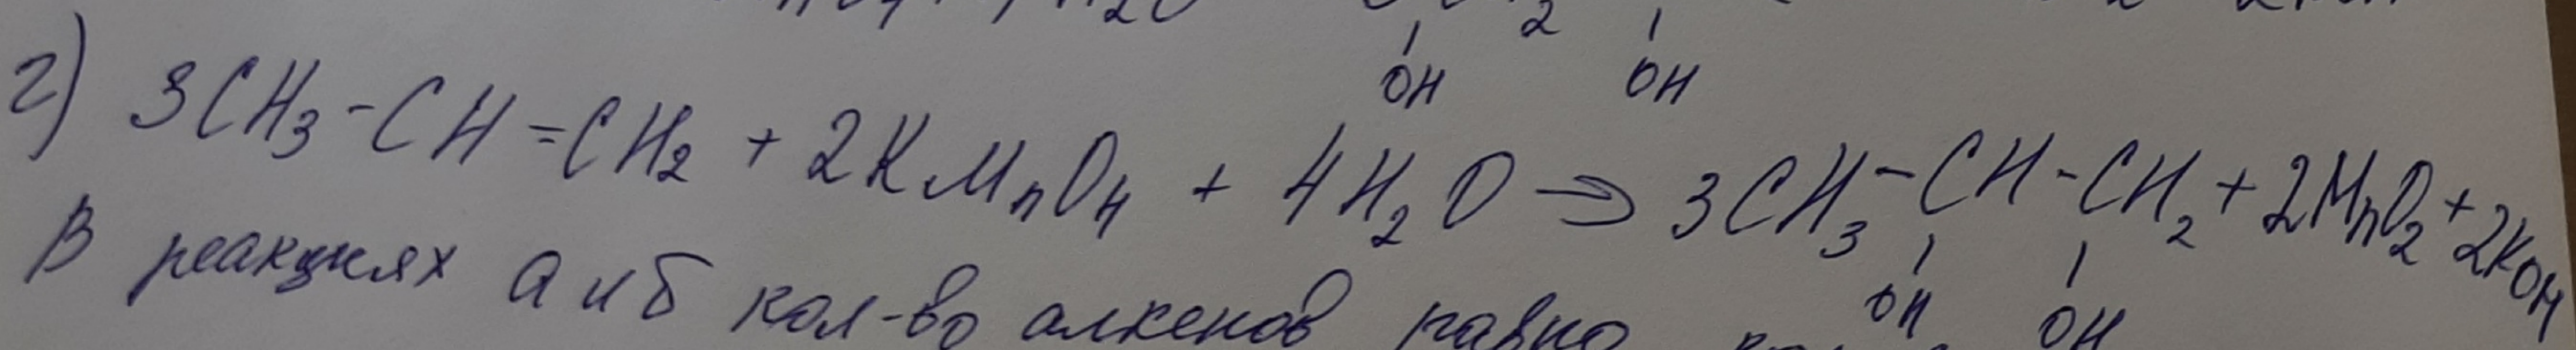 OH OH
г) 3CH₃-CH=CH₂ + 2KMnO₄ + 4H₂O → 3CH₃-CH-CH₂ + 2MnO₂ + 2KOH
OH OH
В реакциях а и б кол-во алкенов равно